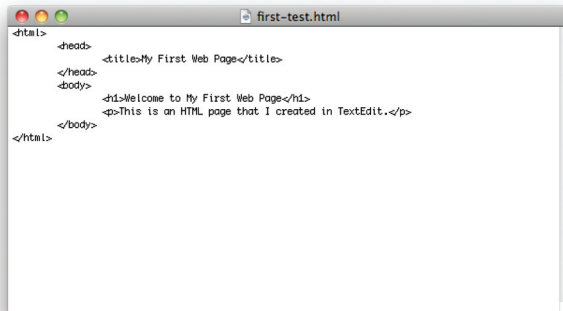 first-test.html
<html>
<head>
<title>My First Web Page</title>
</head>
<body>
<h1>Welcome to My First Web Page</h1>
<p>This is an HTML page that I created in TextEdit.</p>
</body>
</html>